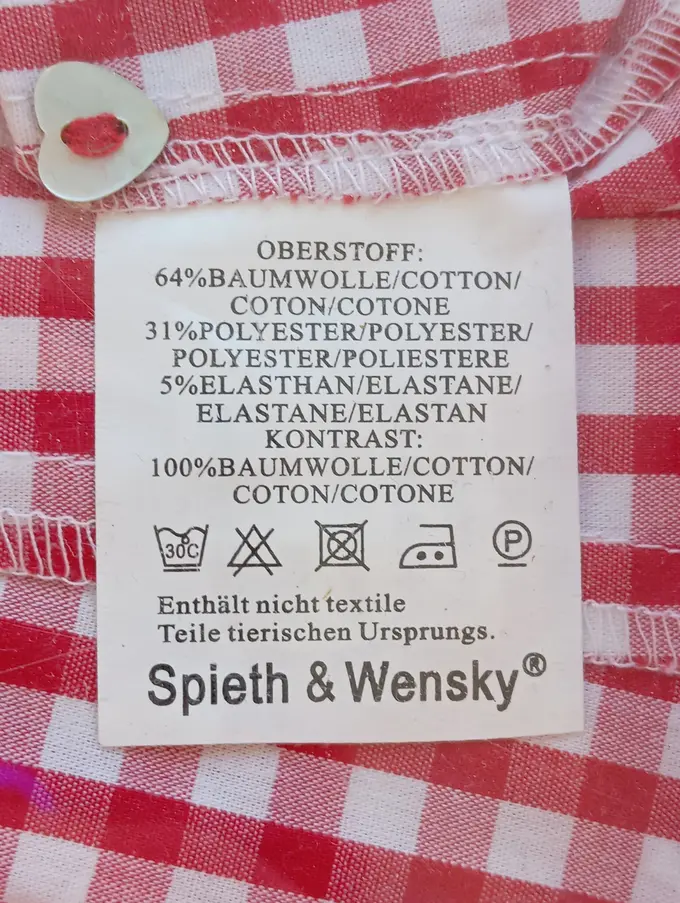 OBERSTOFF:
64%BAUMWOLLE/COTTON/
COTON/COTONE
31%POLYESTER/POLYESTER/
POLYESTER/POLIESTERE
5%ELASTHAN/ELASTANE/
ELASTANE/ELASTAN
KONTRAST:
100%BAUMWOLLE/COTTON/
COTON/COTONE
30C P
Enthält nicht textile
Teile tierischen Ursprungs.
Spieth & Wensky®